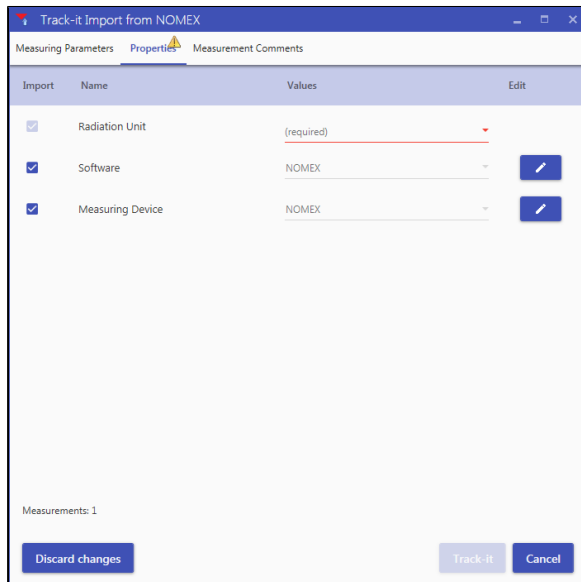 Track-it Import from NOMEX
Measuring Parameters Properties Measurement Comments
Import Name Values Edit
Radiation Unit (required)
Software NOMEX
Measuring Device NOMEX
Measurements: 1
Discard changes Track-it Cancel